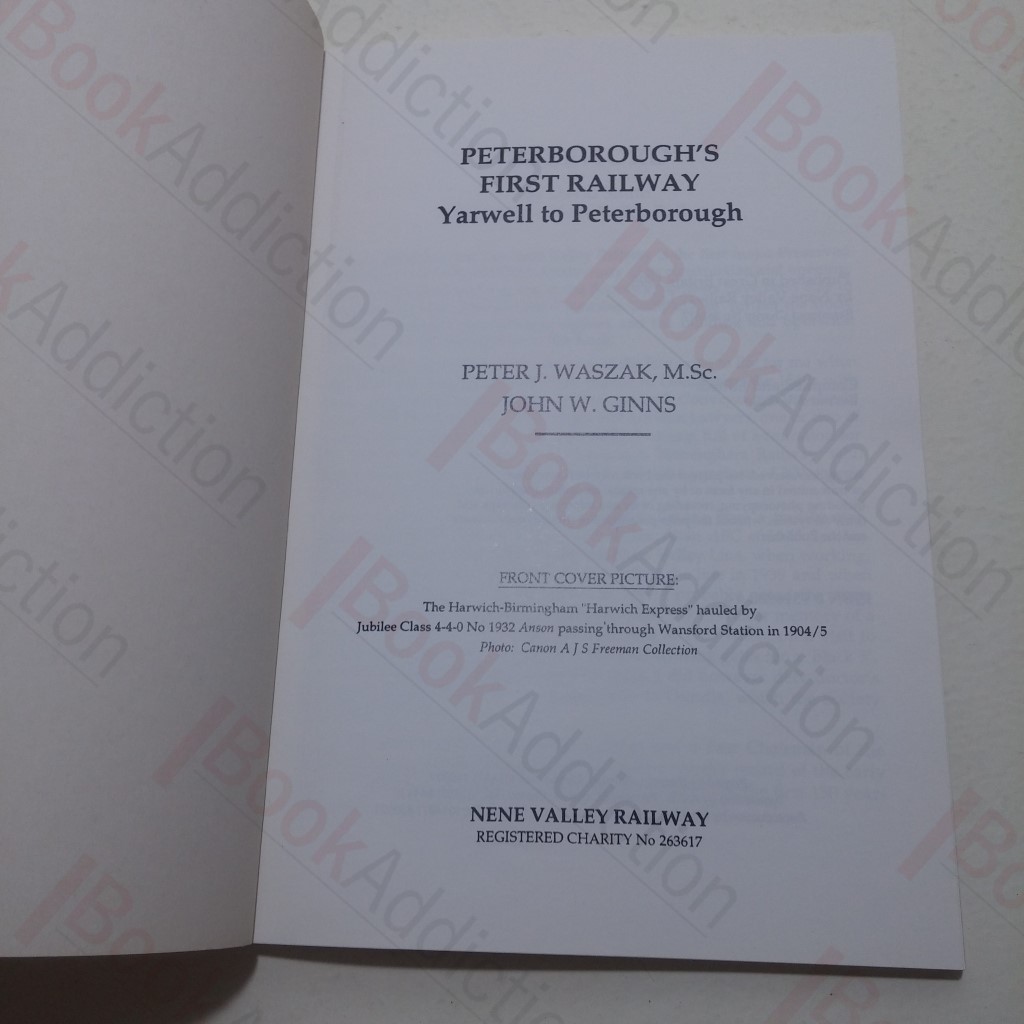 PETERBOROUGH'S
FIRST RAILWAY
Yarwell to Peterborough
PETER J. WASZAK, M.Sc.
JOHN W. GINNS
FRONT COVER PICTURE:
The Harwich-Birmingham "Harwich Express" hauled by
Jubilee Class 4-4-0 No 1932 Anson passing through Wansford Station in 1904/5
Photo: Canon A J S Freeman Collection
NENE VALLEY RAILWAY
REGISTERED CHARITY No 263617
BookAddiction